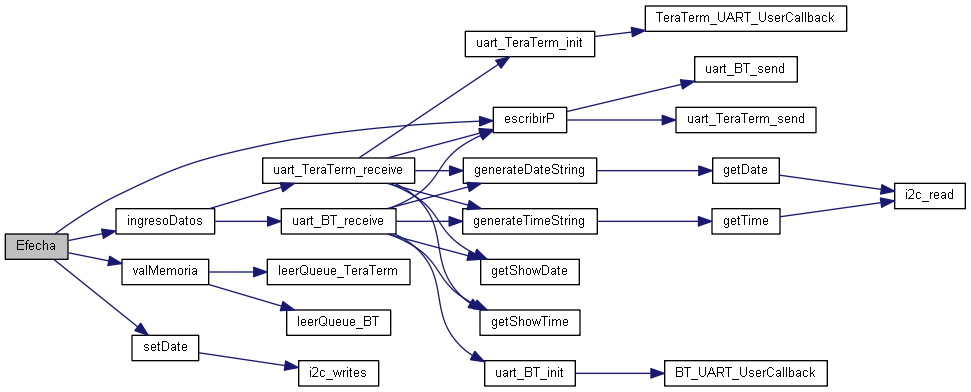 TeraTerm_UART_UserCallback
uart_TeraTerm_init
uart_BT_send
escribirP
uart_TeraTerm_send
uart_TeraTerm_receive
generateDateString
getDate
i2c_read
ingresoDatos
uart_BT_receive
generateTimeString
getTime
Efecha
valMemoria
leerQueue_TeraTerm
getShowDate
leerQueue_BT
getShowTime
setDate
i2c_writes
uart_BT_init
BT_UART_UserCallback